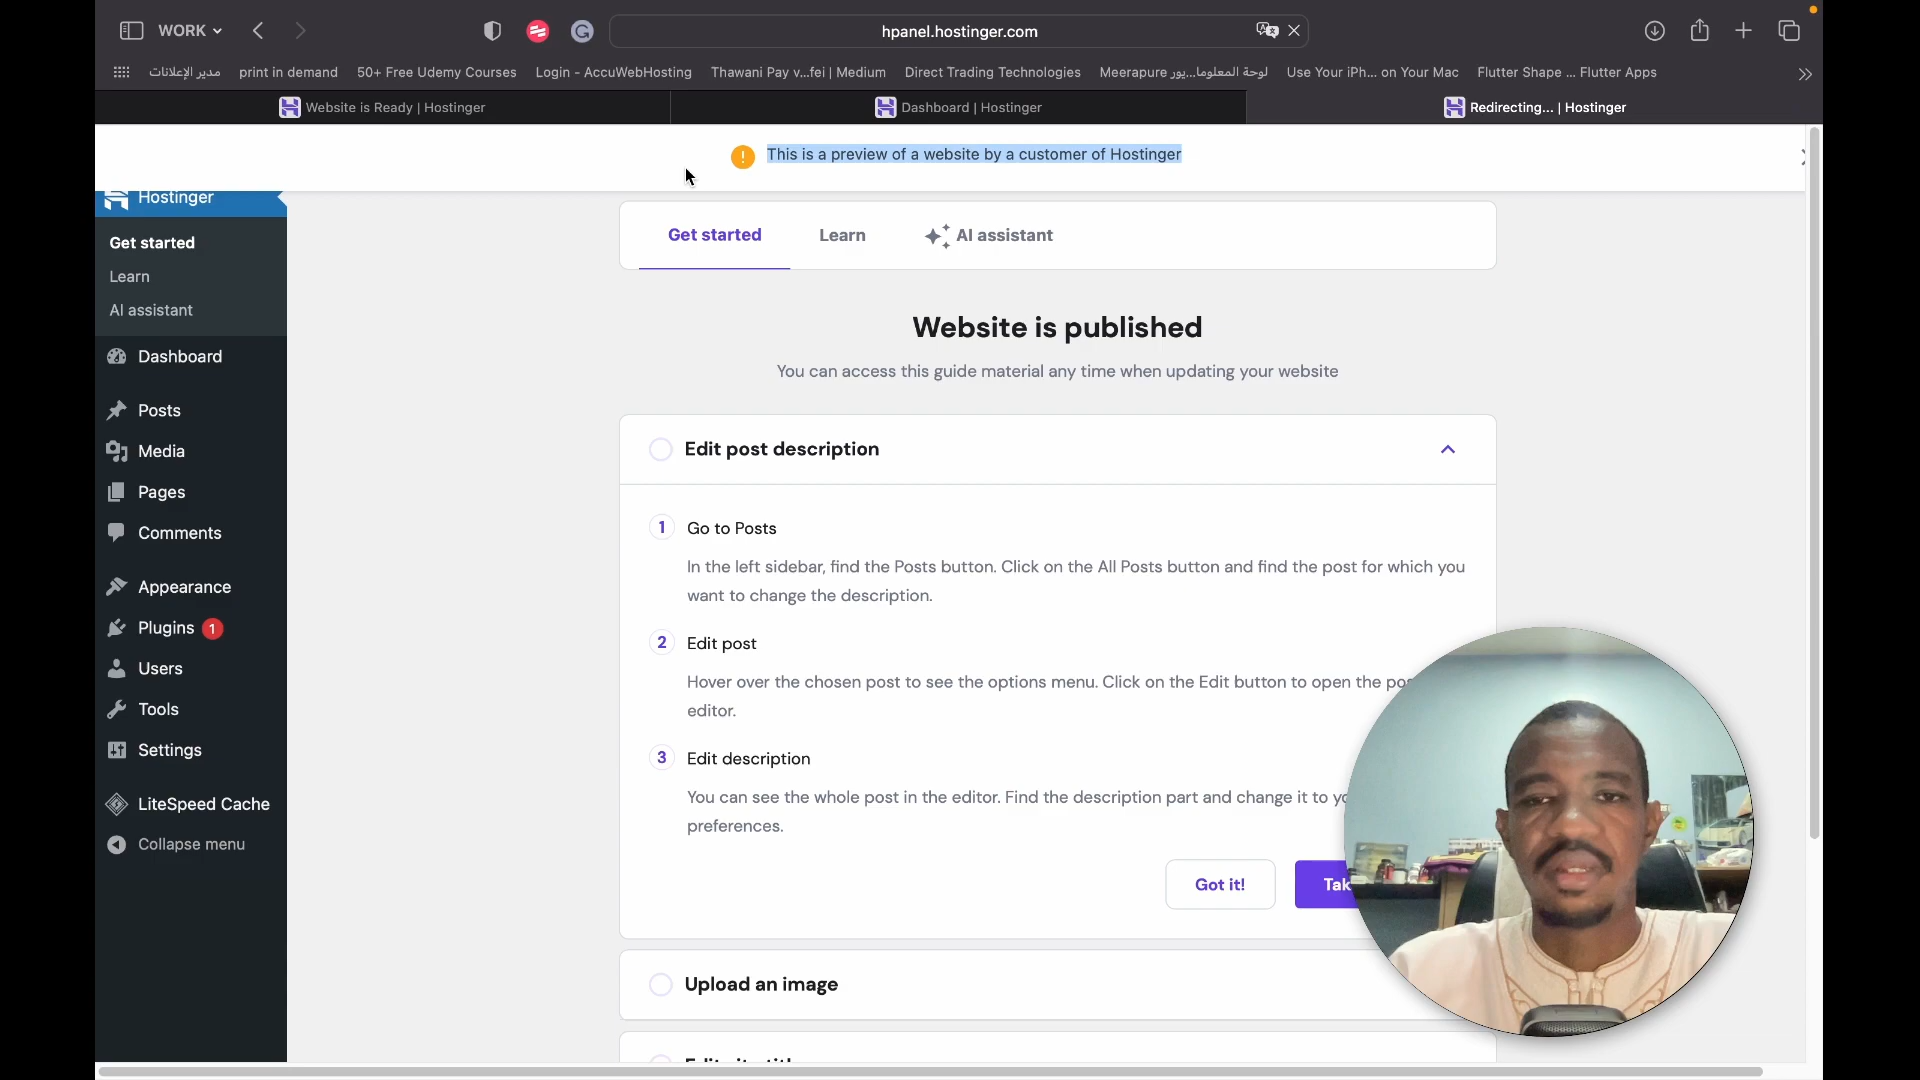 WORK
hpanel.hostinger.com
مدير الإعلانات
print in demand
50+ Free Udemy Courses
Login - AccuWebHosting
Thawani Pay v...fei | Medium
Direct Trading Technologies
Meerapure لوحة المعلوما...يور
Use Your iPh... on Your Mac
Flutter Shape ... Flutter Apps
Website is Ready | Hostinger
Dashboard | Hostinger
Redirecting... | Hostinger
This is a preview of a website by a customer of Hostinger
Hostinger
Get started
Learn
AI assistant
Dashboard
Posts
Media
Pages
Comments
Appearance
Plugins 1
Users
Tools
Settings
LiteSpeed Cache
Collapse menu
Get started
Learn
AI assistant
Website is published
You can access this guide material any time when updating your website
Edit post description
1 Go to Posts
In the left sidebar, find the Posts button. Click on the All Posts button and find the post for which you
want to change the description.
2 Edit post
Hover over the chosen post to see the options menu. Click on the Edit button to open the
editor.
3 Edit description
You can see the whole post in the editor. Find the description part and change it to
preferences.
Got it!
Upload an image